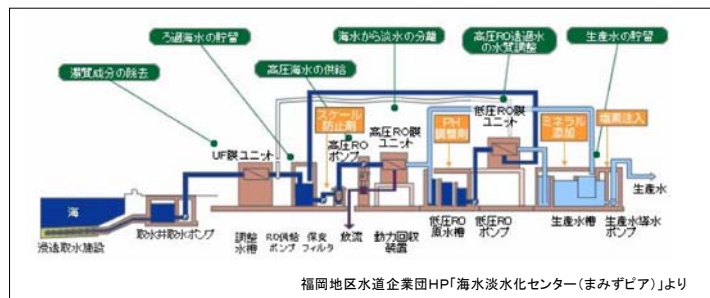 ろ過海水の貯留
海水から淡水の分離
高圧RO透過水
の水質調整
生産水の貯留
濁質成分の除去
高圧海水の供給
スケール
防止剤
高圧RO
ポンプ
高圧RO膜
ユニット
PH
調整剤
低圧RO膜
ユニット
ミネラル
添加
塩素注入
UF膜ユニット
生産水
海
浸透取水施設
取水井
取水ポンプ
調整
水槽
RO供給
ポンプ
保安
フィルタ
放流
動力回収
装置
低圧RO
原水槽
低圧RO
ポンプ
生産水槽
生産水導水
ポンプ
福岡地区水道企業団HP「海水淡水化センター(まみずピア)」より